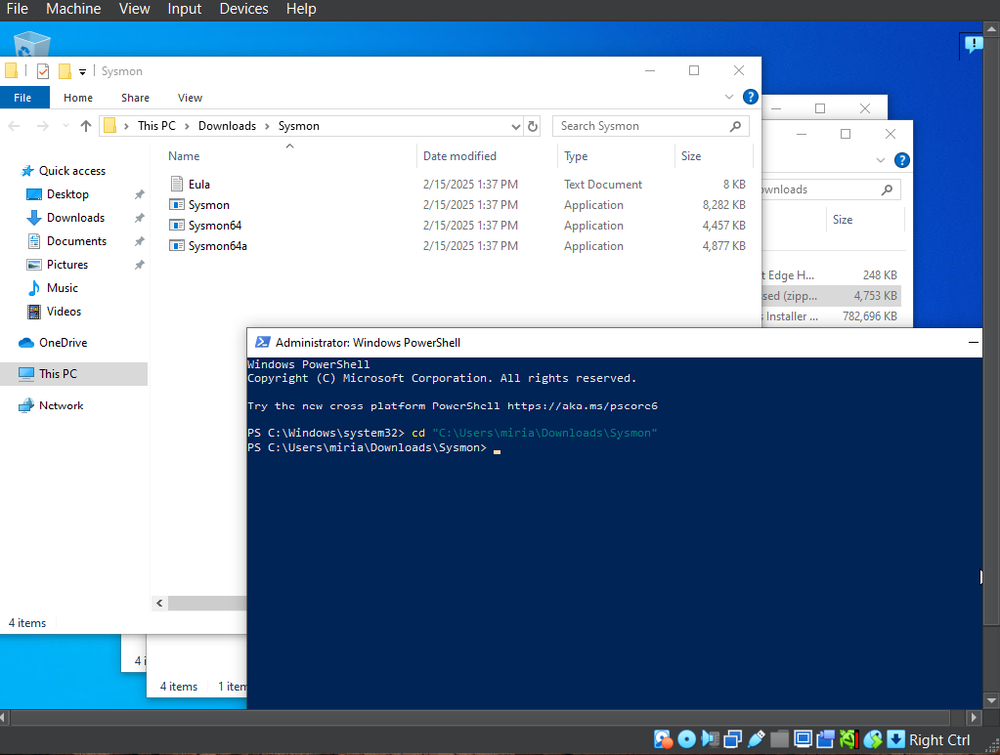 File Machine View Input Devices Help
Sysmon
File Home Share View
This PC > Downloads > Sysmon
Search Sysmon
Name Date modified Type Size
Quick access
Desktop
Downloads
Documents
Pictures
Music
Videos
OneDrive
This PC
Network
Eula 2/15/2025 1:37 PM Text Document 8 KB
Sysmon 2/15/2025 1:37 PM Application 8,282 KB
Sysmon64 2/15/2025 1:37 PM Application 4,457 KB
Sysmon64a 2/15/2025 1:37 PM Application 4,877 KB
4 items
ownloads
Size
t Edge H... 248 KB
sed (zipp... 4,753 KB
s Installer ... 782,696 KB
Administrator: Windows PowerShell
Windows PowerShell
Copyright (C) Microsoft Corporation. All rights reserved.
Try the new cross platform PowerShell https://aka.ms/pscore6
PS C:\Windows\system32> cd "C:\Users\miria\Downloads\Sysmon"
PS C:\Users\miria\Downloads\Sysmon>
4 i
4 items 1 item
Right Ctrl